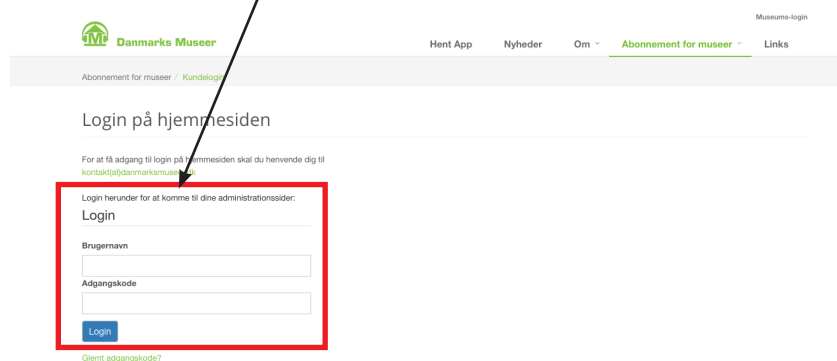 Museums-login
Danmarks Museer
Hent App Nyheder Om Abonnement for museer Links
Abonnement for museer / Kundelogin
Login på hjemmesiden
For at få adgang til login på hjemmesiden skal du henvende dig til
kontakt(at)danmarksmuseer.dk
Login herunder for at komme til dine administrationssider:
Login
Brugernavn
Adgangskode
Login
Glemt adgangskode?